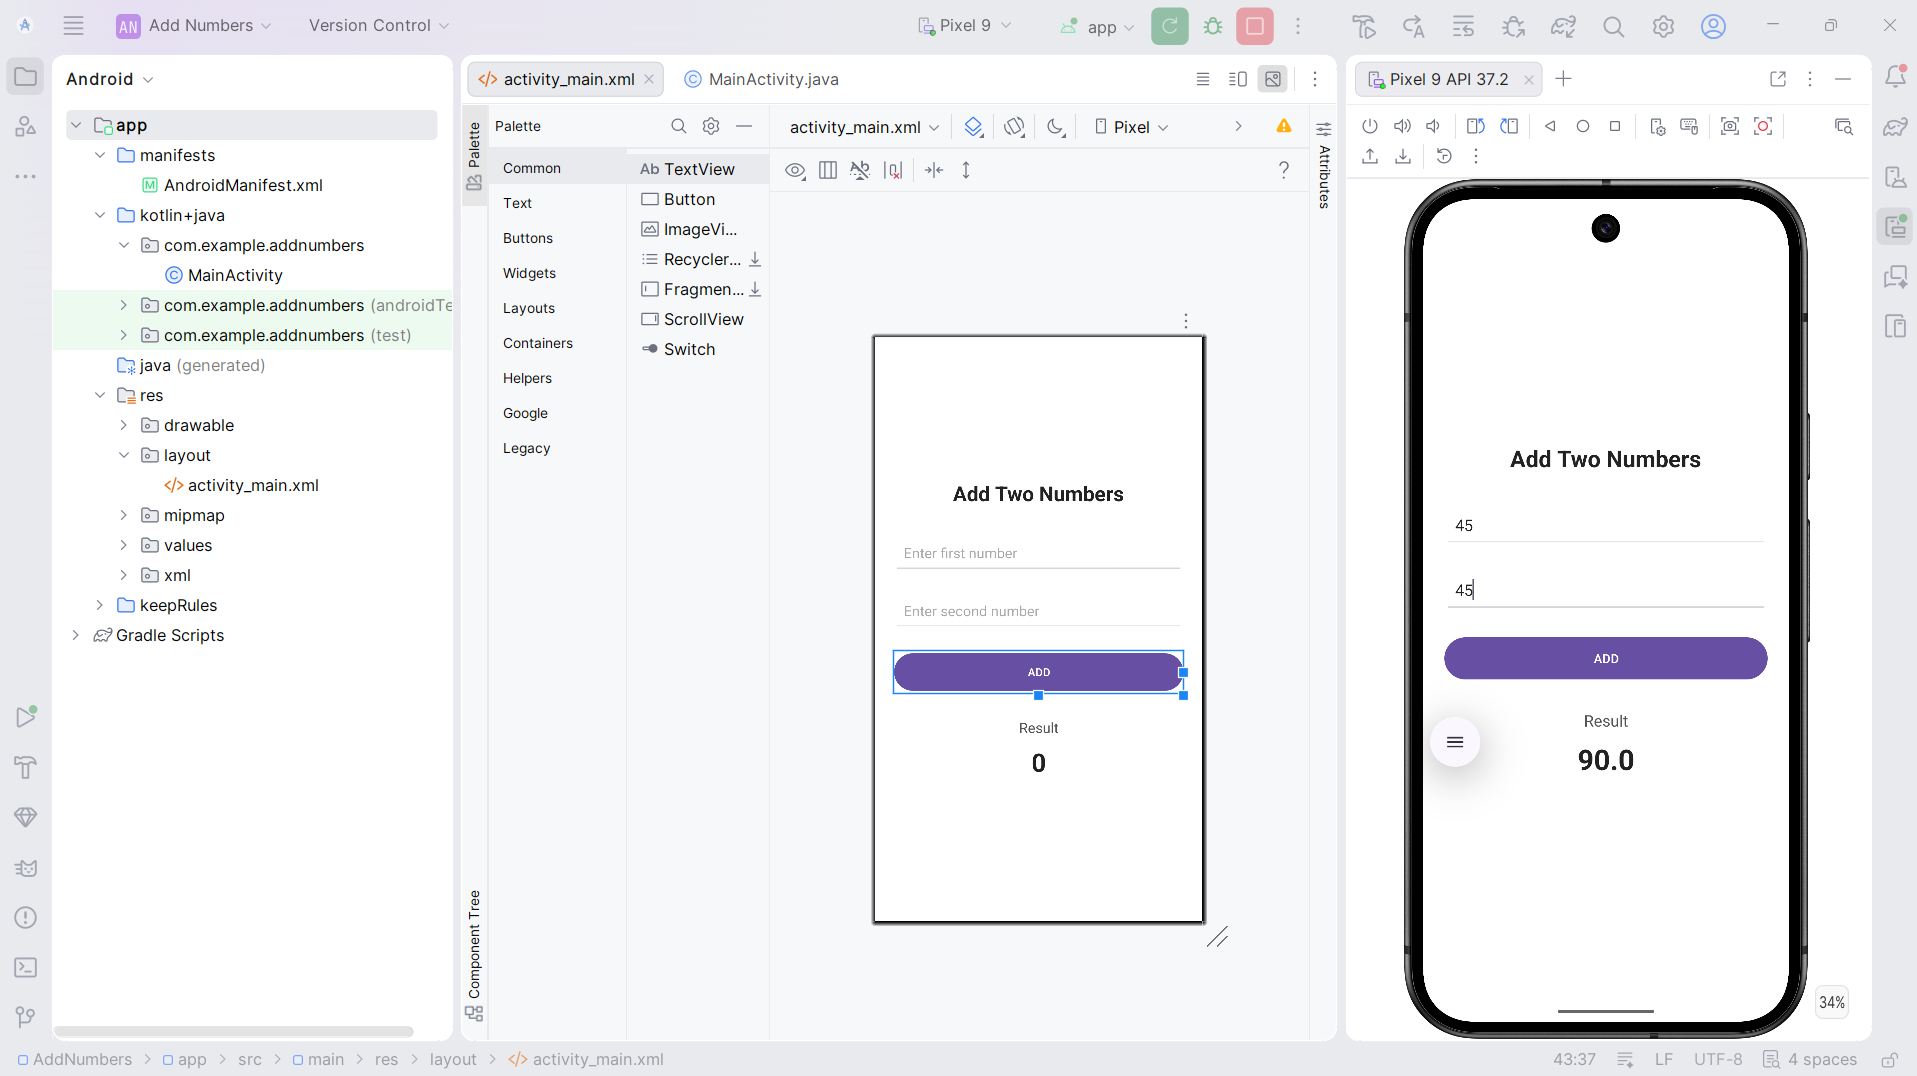 AN Add Numbers Version Control Pixel 9 app
Android
app
manifests
AndroidManifest.xml
kotlin+java
com.example.addnumbers
MainActivity
com.example.addnumbers (androidTe
com.example.addnumbers (test)
java (generated)
res
drawable
layout
activity_main.xml
mipmap
values
xml
keepRules
Gradle Scripts
activity_main.xml MainActivity.java
Palette
Component Tree
Palette
Common
Text
Buttons
Widgets
Layouts
Containers
Helpers
Google
Legacy
Ab TextView
Button
ImageVi...
Recycler...
Fragmen...
ScrollView
Switch
activity_main.xml Pixel
?
Attributes
Add Two Numbers
Enter first number
Enter second number
ADD
Result
0
Pixel 9 API 37.2
Add Two Numbers
45
45
ADD
Result
90.0
34%
AddNumbers app src main res layout activity_main.xml
43:37 LF UTF-8 4 spaces